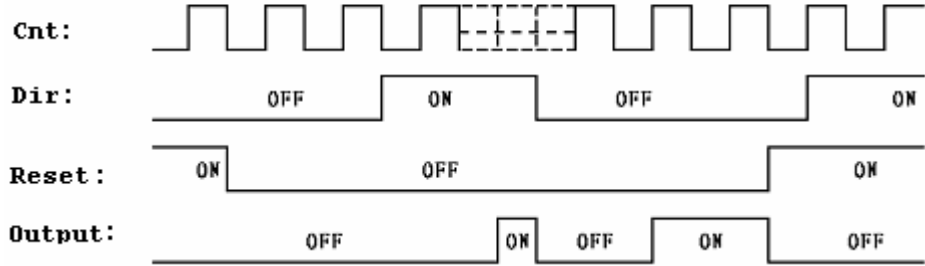 Cnt:
Dir: OFF ON OFF ON
Reset: ON OFF ON
Output: OFF ON OFF ON OFF